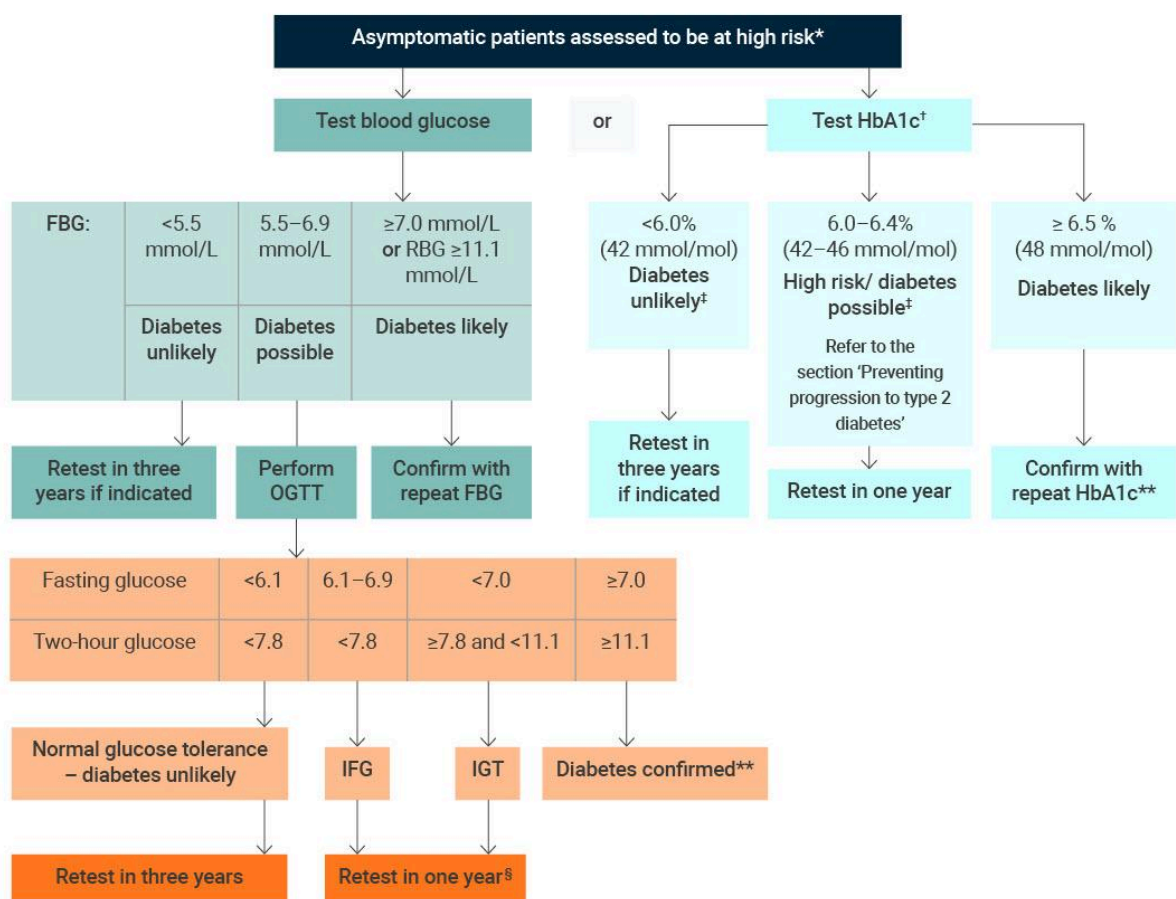 Asymptomatic patients assessed to be at high risk*
Test blood glucose
or
Test HbA1c†
FBG:
<5.5
mmol/L
5.5–6.9
mmol/L
≥7.0 mmol/L
or RBG ≥11.1
mmol/L
Diabetes
unlikely
Diabetes
possible
Diabetes likely
<6.0%
(42 mmol/mol)
Diabetes
unlikely‡
6.0–6.4%
(42–46 mmol/mol)
High risk/ diabetes
possible‡
Refer to the
section ‘Preventing
progression to type 2
diabetes’
≥ 6.5 %
(48 mmol/mol)
Diabetes likely
Retest in three
years if indicated
Perform
OGTT
Confirm with
repeat FBG
Retest in
three years
if indicated
Retest in one year
Confirm with
repeat HbA1c**
Fasting glucose
<6.1
6.1–6.9
<7.0
≥7.0
Two-hour glucose
<7.8
<7.8
≥7.8 and <11.1
≥11.1
Normal glucose tolerance
– diabetes unlikely
IFG
IGT
Diabetes confirmed**
Retest in three years
Retest in one year§